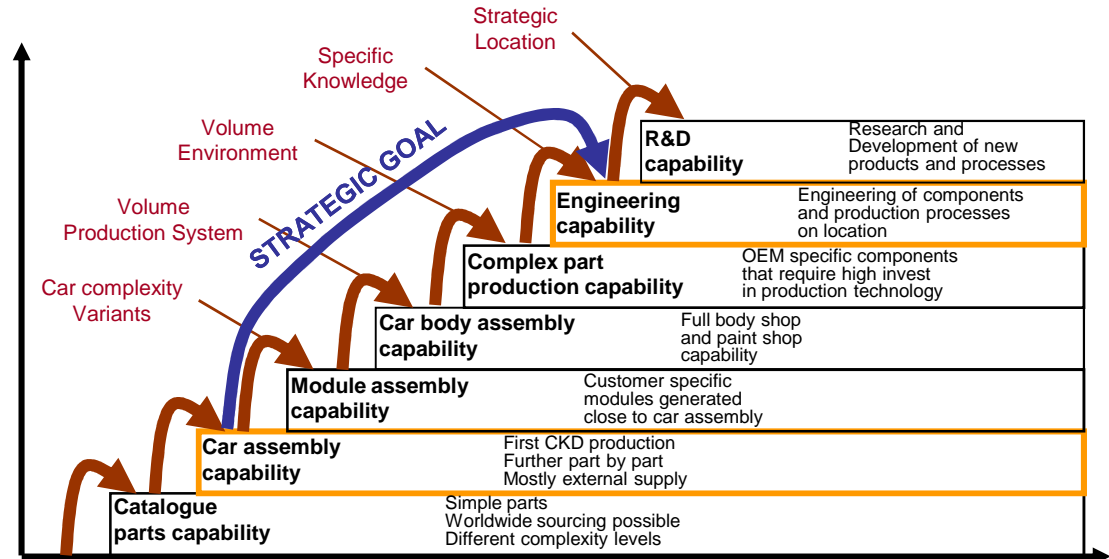 Strategic
Location
Specific
Knowledge
Volume
Environment
Volume
Production System
Car complexity
Variants
STRATEGIC GOAL
R&D
capability
Research and
Development of new
products and processes
Engineering
capability
Engineering of components
and production processes
on location
Complex part
production capability
OEM specific components
that require high invest
in production technology
Car body assembly
capability
Full body shop
and paint shop
capability
Module assembly
capability
Customer specific
modules generated
close to car assembly
Car assembly
capability
First CKD production
Further part by part
Mostly external supply
Catalogue
parts capability
Simple parts
Worldwide sourcing possible
Different complexity levels